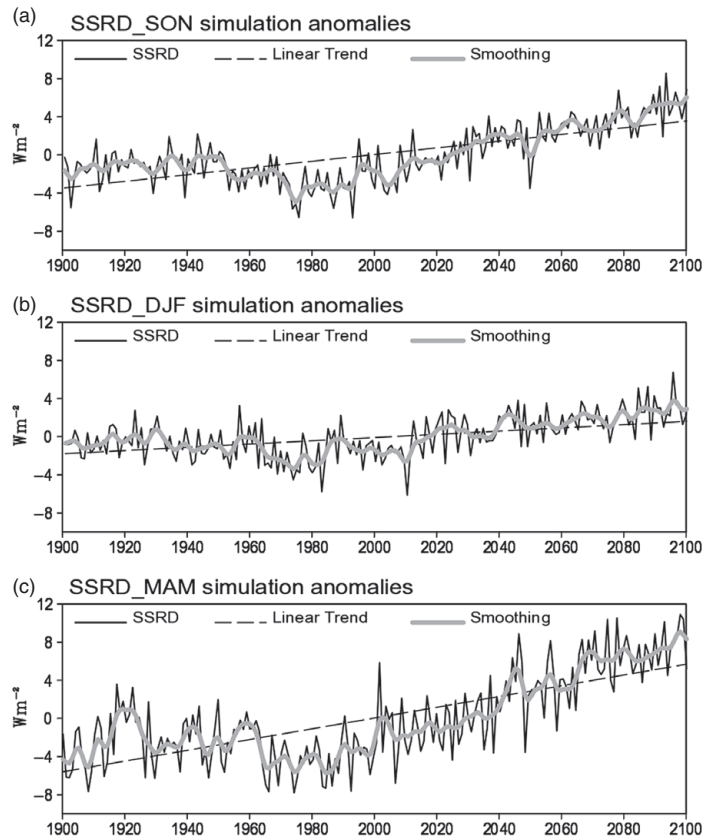 (a) SSRD_SON simulation anomalies
12
SSRD Linear Trend Smoothing
8
4
0
-4
-8
Wm⁻²
1900 1920 1940 1960 1980 2000 2020 2040 2060 2080 2100
(b) SSRD_DJF simulation anomalies
12
SSRD Linear Trend Smoothing
8
4
0
-4
-8
Wm⁻²
1900 1920 1940 1960 1980 2000 2020 2040 2060 2080 2100
(c) SSRD_MAM simulation anomalies
12
SSRD Linear Trend Smoothing
8
4
0
-4
-8
Wm⁻²
1900 1920 1940 1960 1980 2000 2020 2040 2060 2080 2100